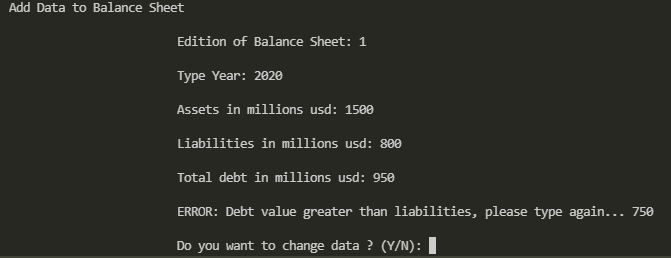 Add Data to Balance Sheet
Edition of Balance Sheet: 1
Type Year: 2020
Assets in millions usd: 1500
Liabilities in millions usd: 800
Total debt in millions usd: 950
ERROR: Debt value greater than liabilities, please type again... 750
Do you want to change data ? (Y/N):